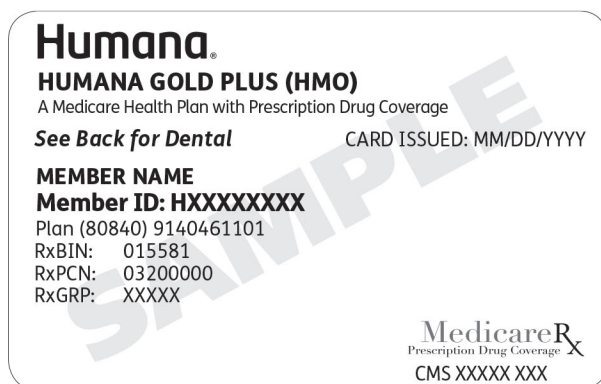 Humana®
HUMANA GOLD PLUS (HMO)
A Medicare Health Plan with Prescription Drug Coverage
See Back for Dental CARD ISSUED: MM/DD/YYYY
MEMBER NAME
Member ID: HXXXXXXXX
Plan (80840) 9140461101
RxBIN: 015581
RxPCN: 03200000
RxGRP: XXXXX
SAMPLE
MedicareRx
Prescription Drug Coverage
CMS XXXXX XXX